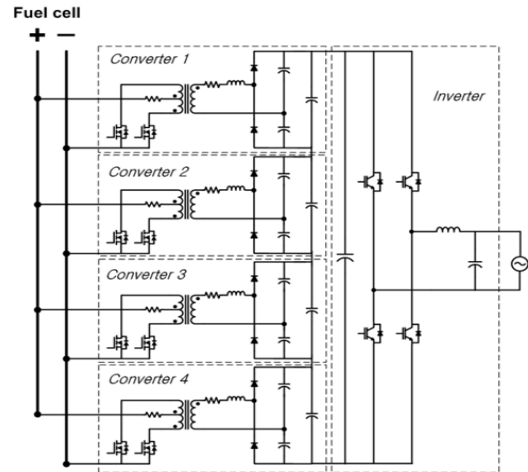 Fuel cell
+ −
Converter 1
Inverter
Converter 2
Converter 3
Converter 4